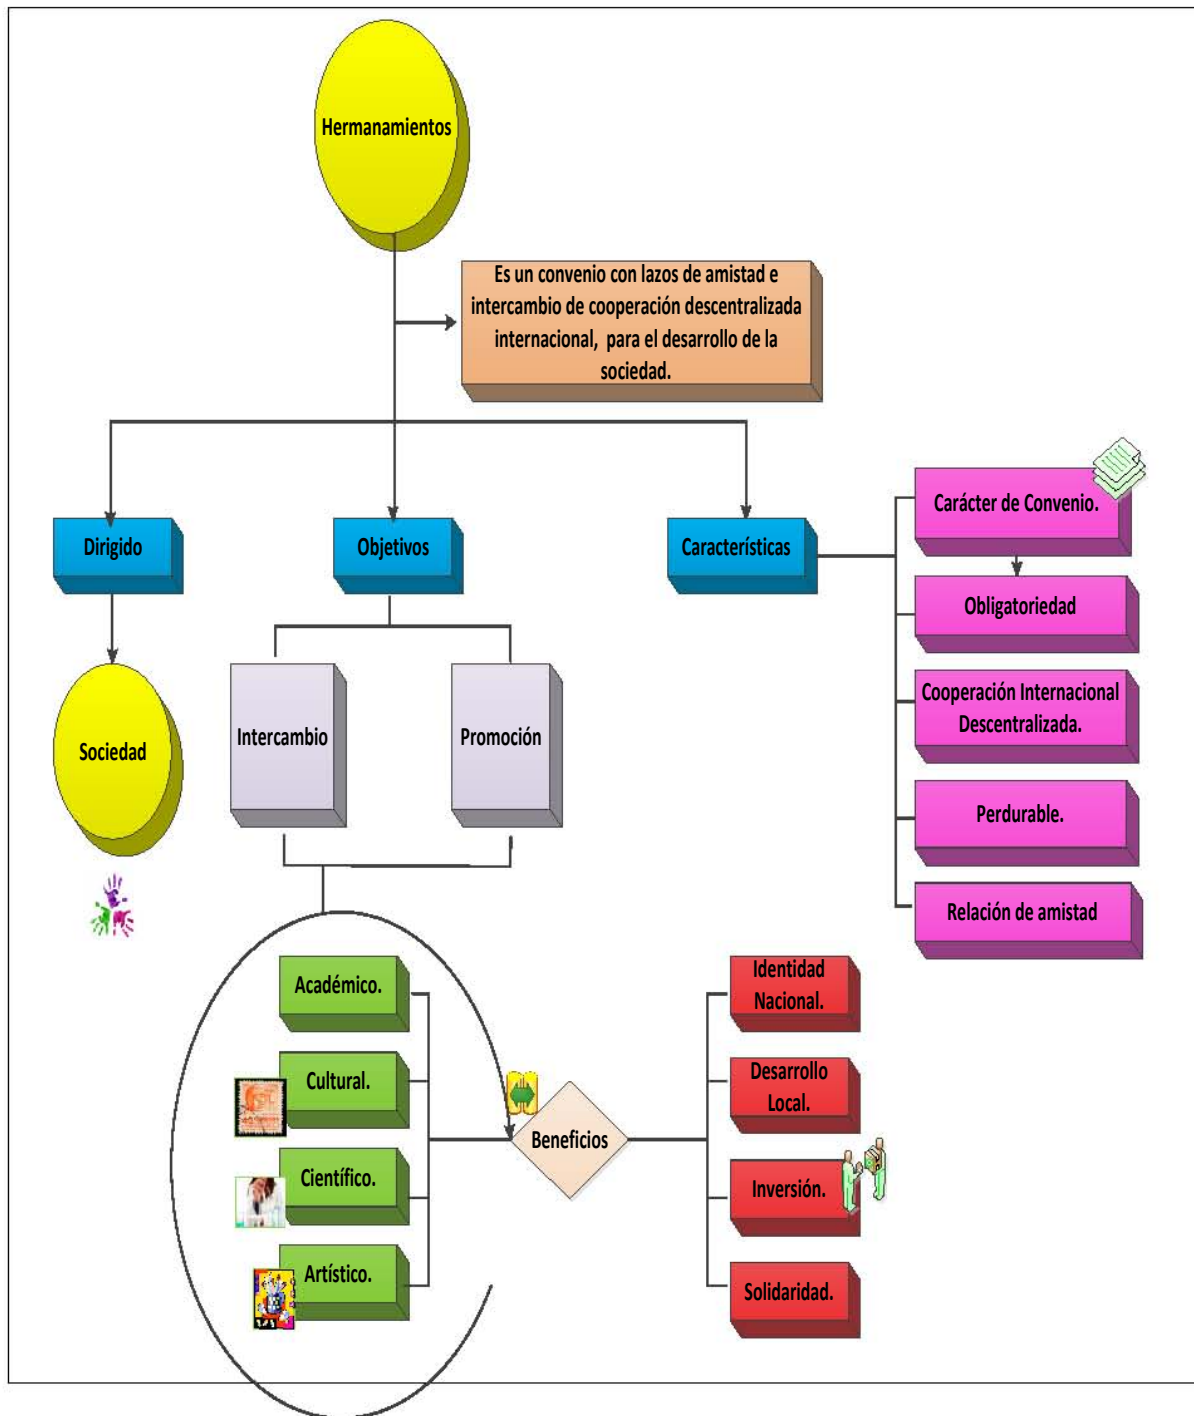 Hermanamientos
Es un convenio con lazos de amistad e
intercambio de cooperación descentralizada
internacional, para el desarrollo de la
sociedad.
Dirigido
Objetivos
Características
Carácter de Convenio.
Obligatoriedad
Cooperación Internacional
Descentralizada.
Perdurable.
Relación de amistad
Sociedad
Intercambio
Promoción
Académico.
Cultural.
Científico.
Artístico.
Beneficios
Identidad
Nacional.
Desarrollo
Local.
Inversión.
Solidaridad.